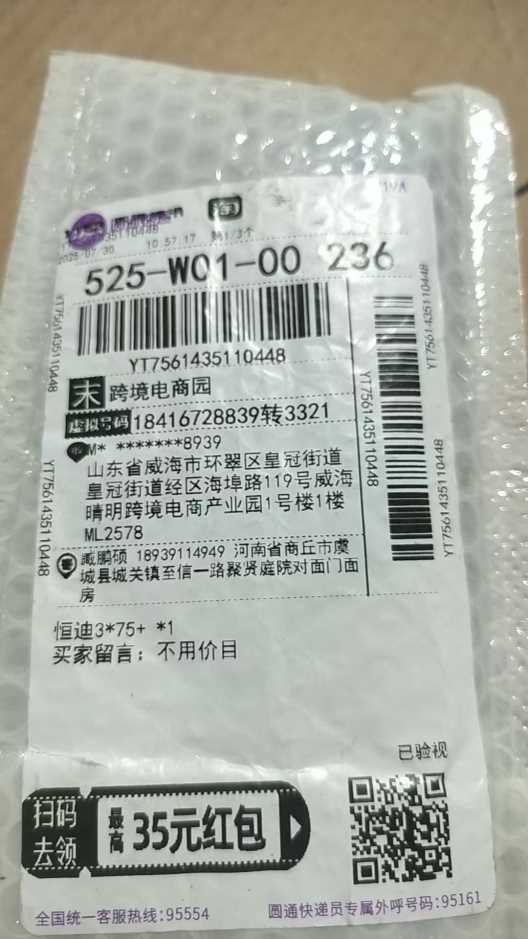 YT7561435110448
2025/07/30 10:57:17 第1/3个
525-W01-00 236
YT7561435110448
末 跨境电商园
虚拟号码 18416728839转3321
M* *******8939
山东省威海市环翠区皇冠街道
皇冠街道经区海埠路119号威海
晴明跨境电商产业园1号楼1楼
ML2578
戴鹏硕 18939114949 河南省商丘市虞
城县城关镇至信一路聚贤庭院对面门面
房
YT7561435110448
YT7561435110448
YT7561435110448
YT7561435110448
YT7561435110448
恒迪3*75+ *1
买家留言：不用价目
已验视
扫码
去领
最高 35元红包
全国统一客服热线:95554
圆通快递员专属外呼号码:95161